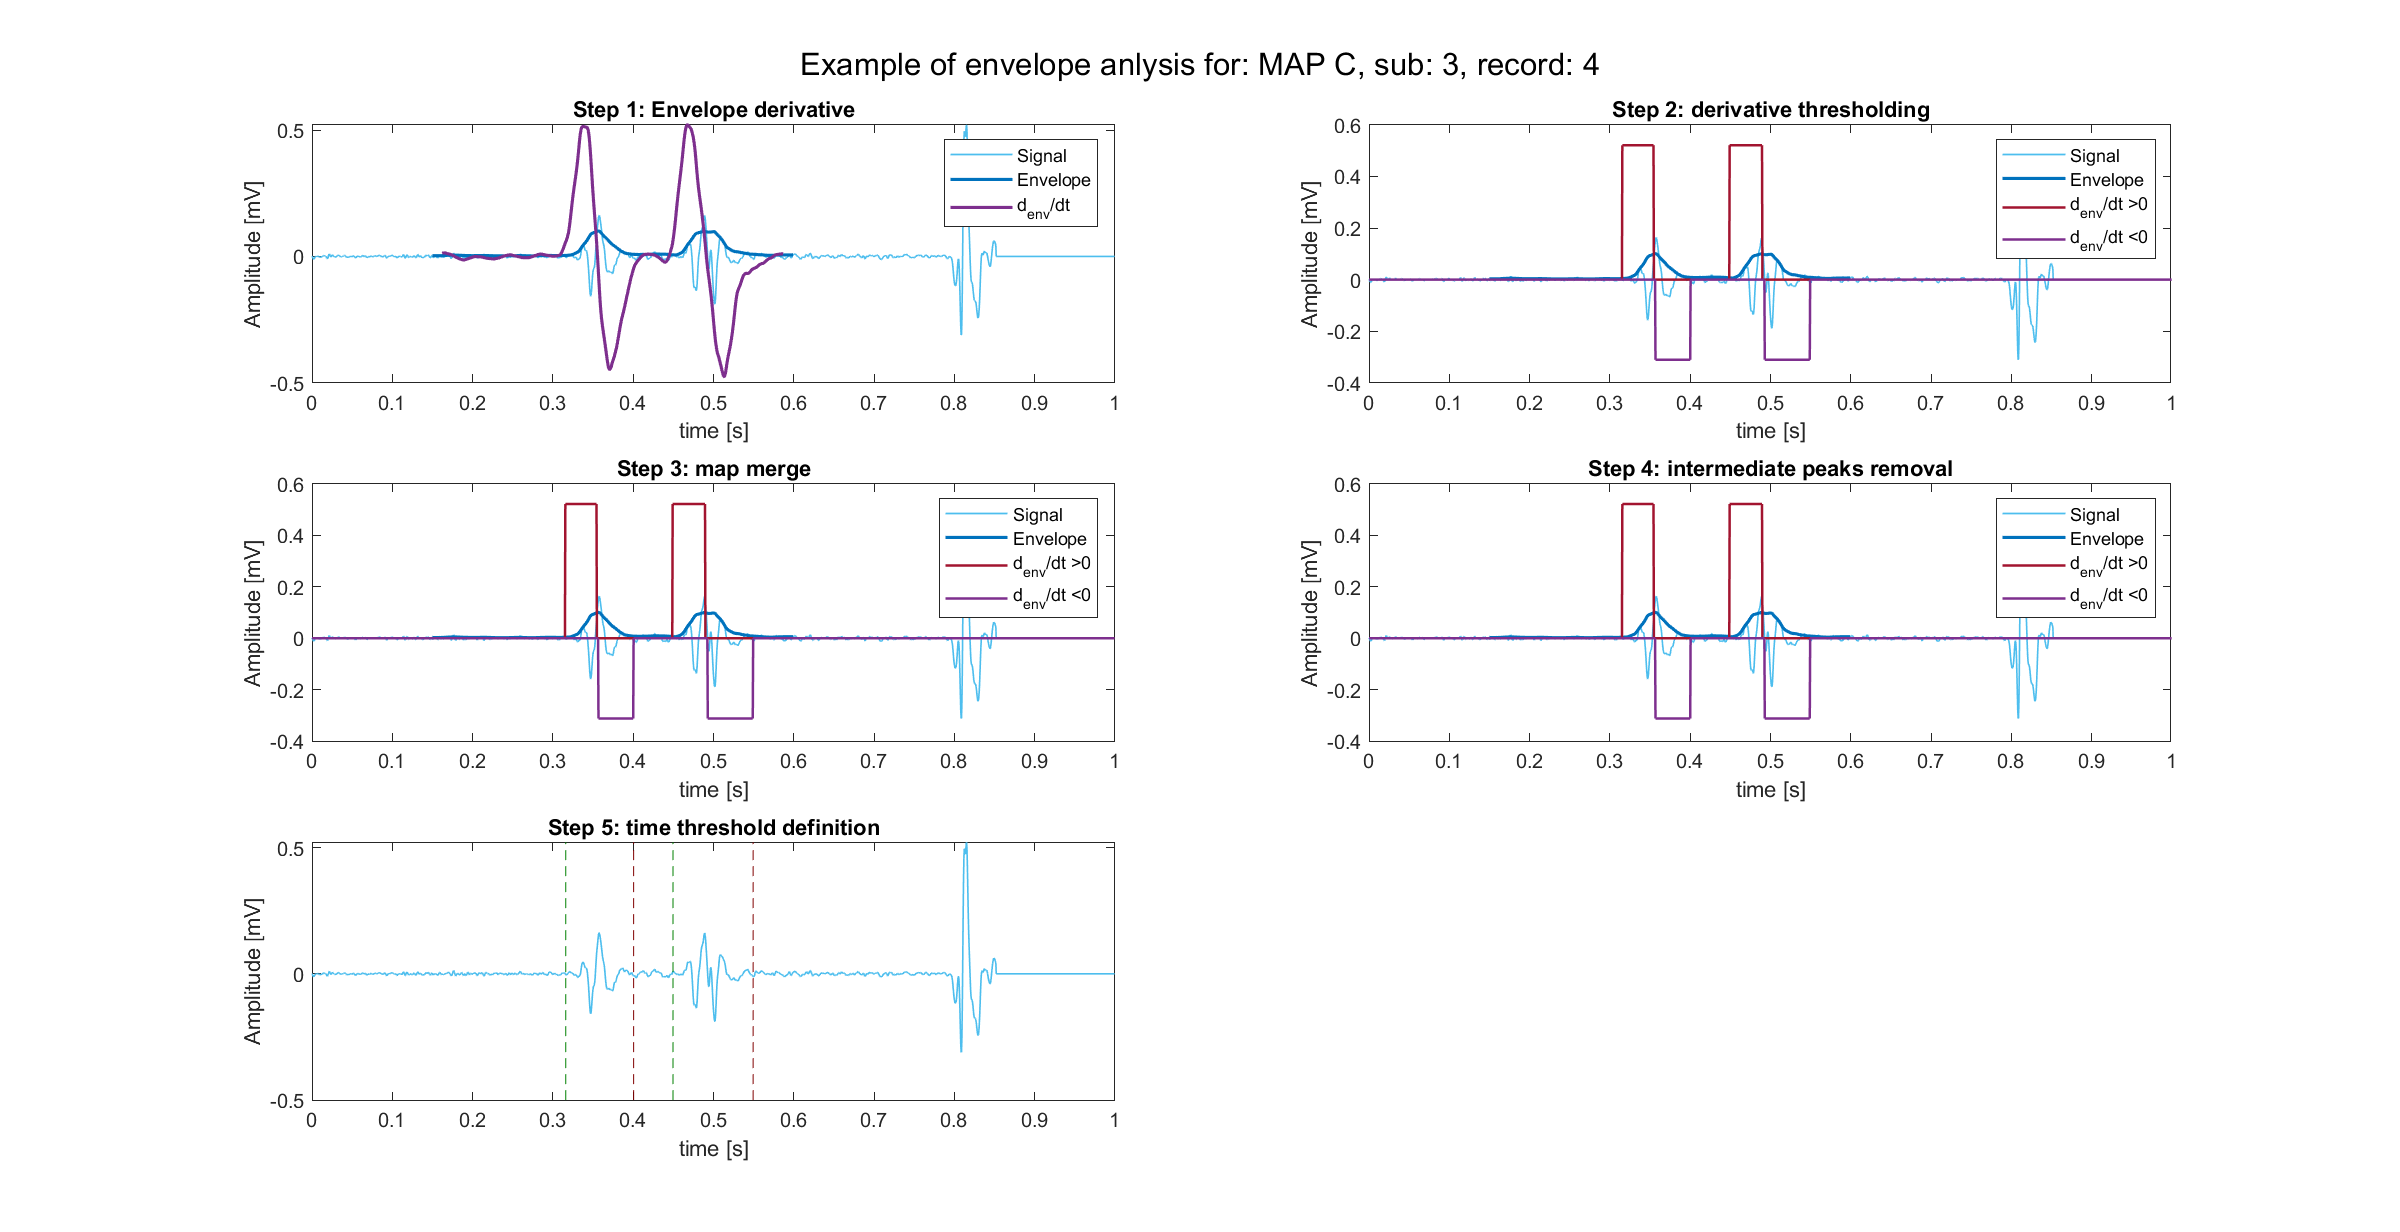 Example of envelope anlysis for: MAP C, sub: 3, record: 4
Step 1: Envelope derivative
0.5
0
-0.5
Amplitude [mV]
0 0.1 0.2 0.3 0.4 0.5 0.6 0.7 0.8 0.9 1
time [s]
Signal
Envelope
d_env/dt
Step 2: derivative thresholding
0.6
0.4
0.2
0
-0.2
-0.4
Amplitude [mV]
0 0.1 0.2 0.3 0.4 0.5 0.6 0.7 0.8 0.9 1
time [s]
Signal
Envelope
d_env/dt >0
d_env/dt <0
Step 3: map merge
0.6
0.4
0.2
0
-0.2
-0.4
Amplitude [mV]
0 0.1 0.2 0.3 0.4 0.5 0.6 0.7 0.8 0.9 1
time [s]
Signal
Envelope
d_env/dt >0
d_env/dt <0
Step 4: intermediate peaks removal
0.6
0.4
0.2
0
-0.2
-0.4
Amplitude [mV]
0 0.1 0.2 0.3 0.4 0.5 0.6 0.7 0.8 0.9 1
time [s]
Signal
Envelope
d_env/dt >0
d_env/dt <0
Step 5: time threshold definition
0.5
0
-0.5
Amplitude [mV]
0 0.1 0.2 0.3 0.4 0.5 0.6 0.7 0.8 0.9 1
time [s]